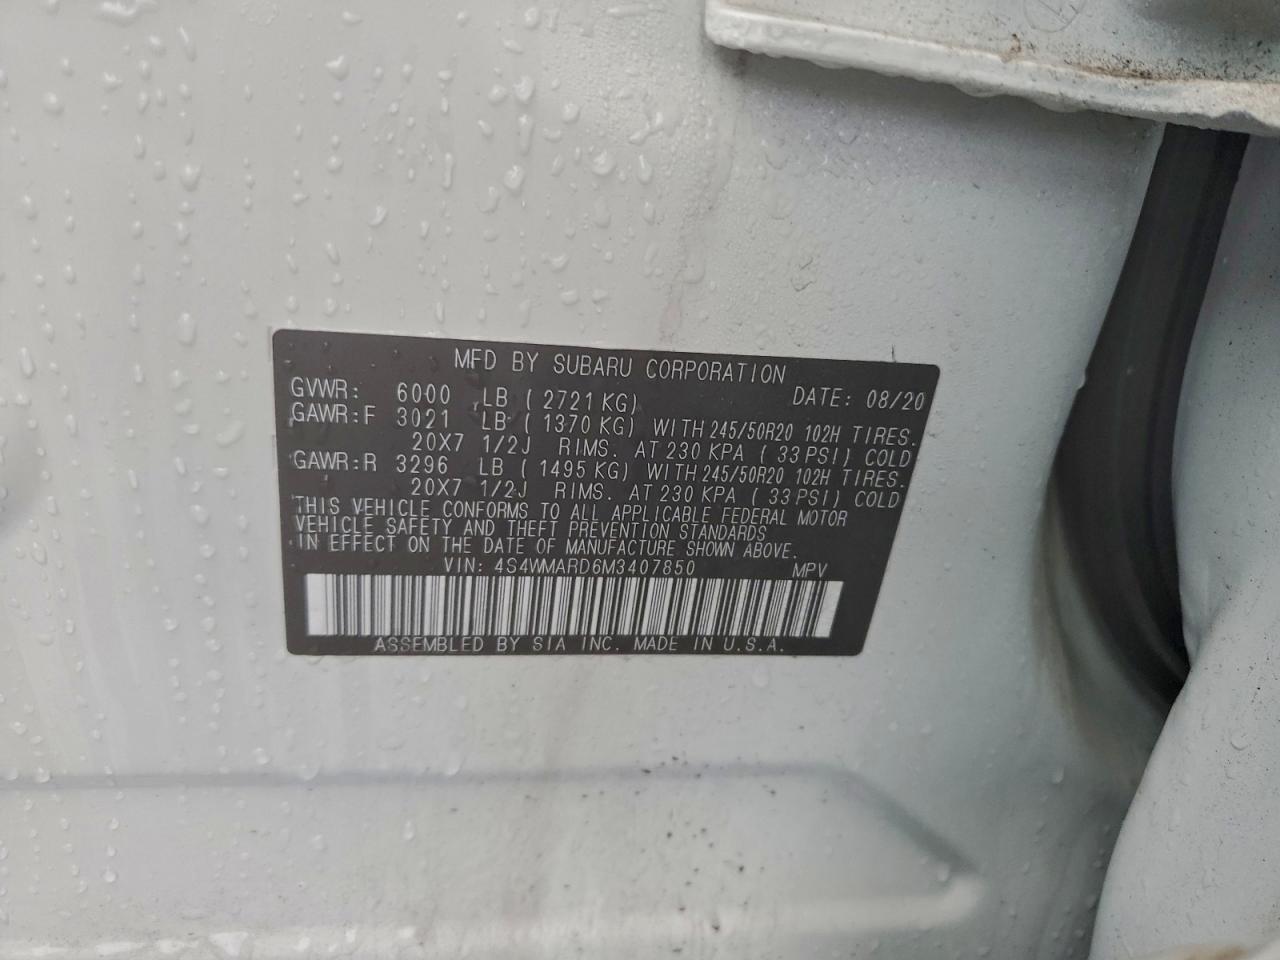 MFD BY SUBARU CORPORATION
GVWR: 6000 LB ( 2721 KG) DATE: 08/20
GAWR:F 3021 LB ( 1370 KG) WITH 245/50R20 102H TIRES.
20X7 1/2J RIMS. AT 230 KPA ( 33 PSI) COLD
GAWR:R 3296 LB ( 1495 KG) WITH 245/50R20 102H TIRES.
20X7 1/2J RIMS. AT 230 KPA ( 33 PSI) COLD
THIS VEHICLE CONFORMS TO ALL APPLICABLE FEDERAL MOTOR
VEHICLE SAFETY AND THEFT PREVENTION STANDARDS
IN EFFECT ON THE DATE OF MANUFACTURE SHOWN ABOVE.
VIN: 4S4WMARD6M3407850 MPV
ASSEMBLED BY SIA INC. MADE IN U.S.A.